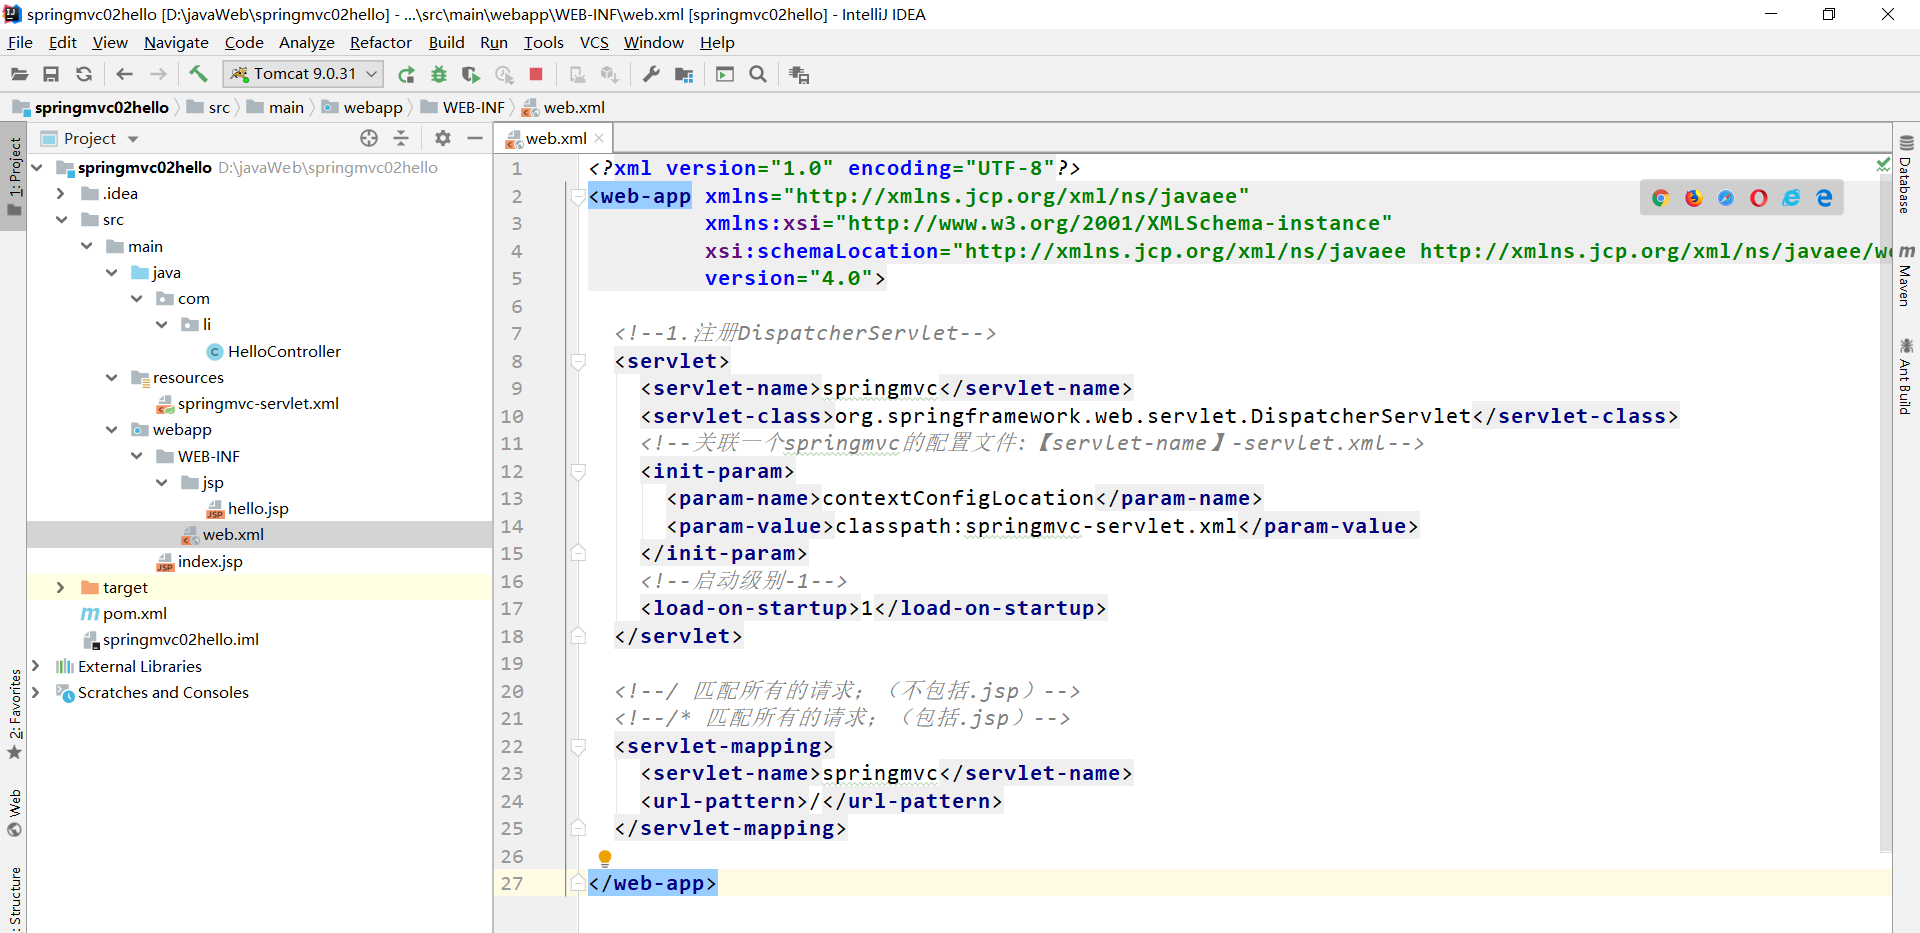 springmvc02hello [D:\javaWeb\springmvc02hello] - ...\src\main\webapp\WEB-INF\web.xml [springmvc02hello] - IntelliJ IDEA
File Edit View Navigate Code Analyze Refactor Build Run Tools VCS Window Help
Tomcat 9.0.31
springmvc02hello src main webapp WEB-INF web.xml
Project
web.xml
springmvc02hello D:\javaWeb\springmvc02hello
.idea
src
main
java
com
li
HelloController
resources
springmvc-servlet.xml
webapp
WEB-INF
jsp
hello.jsp
web.xml
index.jsp
target
pom.xml
springmvc02hello.iml
External Libraries
Scratches and Consoles
1: Project
2: Favorites
Web
: Structure
1 <?xml version="1.0" encoding="UTF-8"?>
2 <web-app xmlns="http://xmlns.jcp.org/xml/ns/javaee"
3 xmlns:xsi="http://www.w3.org/2001/XMLSchema-instance"
4 xsi:schemaLocation="http://xmlns.jcp.org/xml/ns/javaee http://xmlns.jcp.org/xml/ns/javaee/w
5 version="4.0">
6
7 <!--1.注册DispatcherServlet-->
8 <servlet>
9 <servlet-name>springmvc</servlet-name>
10 <servlet-class>org.springframework.web.servlet.DispatcherServlet</servlet-class>
11 <!--关联一个springmvc的配置文件:【servlet-name】-servlet.xml-->
12 <init-param>
13 <param-name>contextConfigLocation</param-name>
14 <param-value>classpath:springmvc-servlet.xml</param-value>
15 </init-param>
16 <!--启动级别-1-->
17 <load-on-startup>1</load-on-startup>
18 </servlet>
19
20 <!--/ 匹配所有的请求；（不包括.jsp）-->
21 <!--/* 匹配所有的请求；（包括.jsp）-->
22 <servlet-mapping>
23 <servlet-name>springmvc</servlet-name>
24 <url-pattern>/</url-pattern>
25 </servlet-mapping>
26
27 </web-app>
Database
Maven
Ant Build